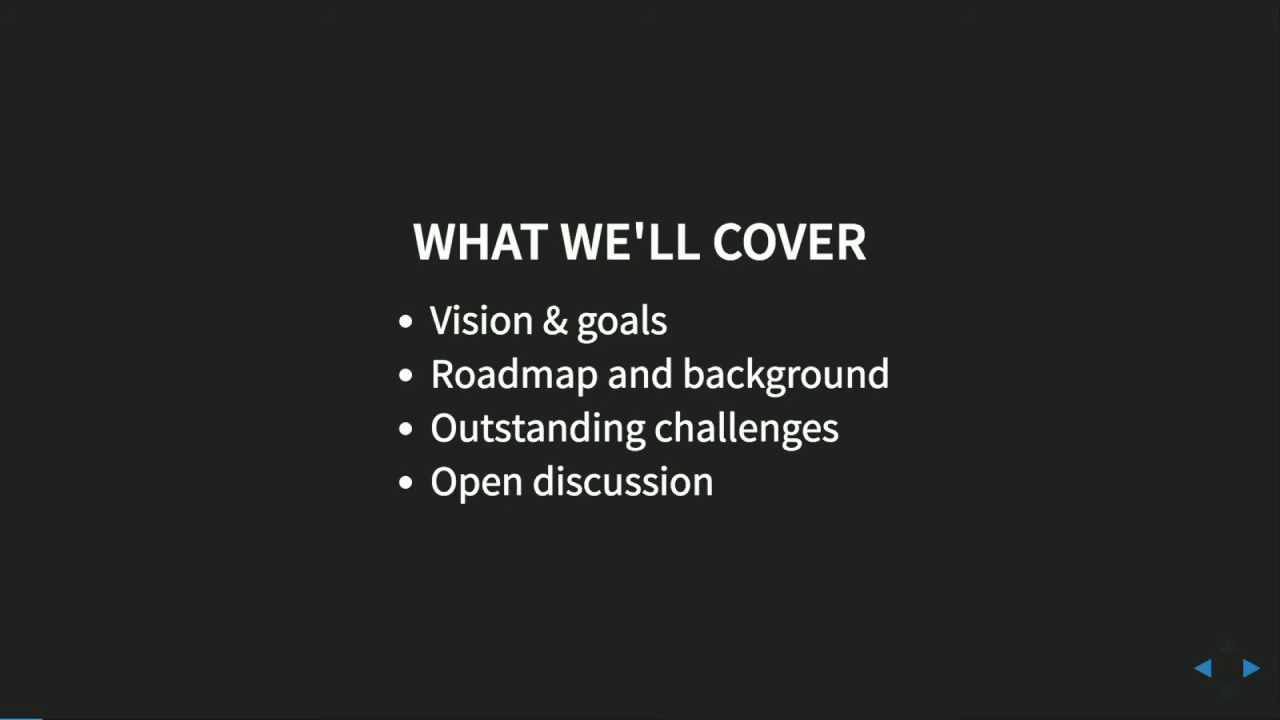 WHAT WE'LL COVER
Vision & goals
Roadmap and background
Outstanding challenges
Open discussion